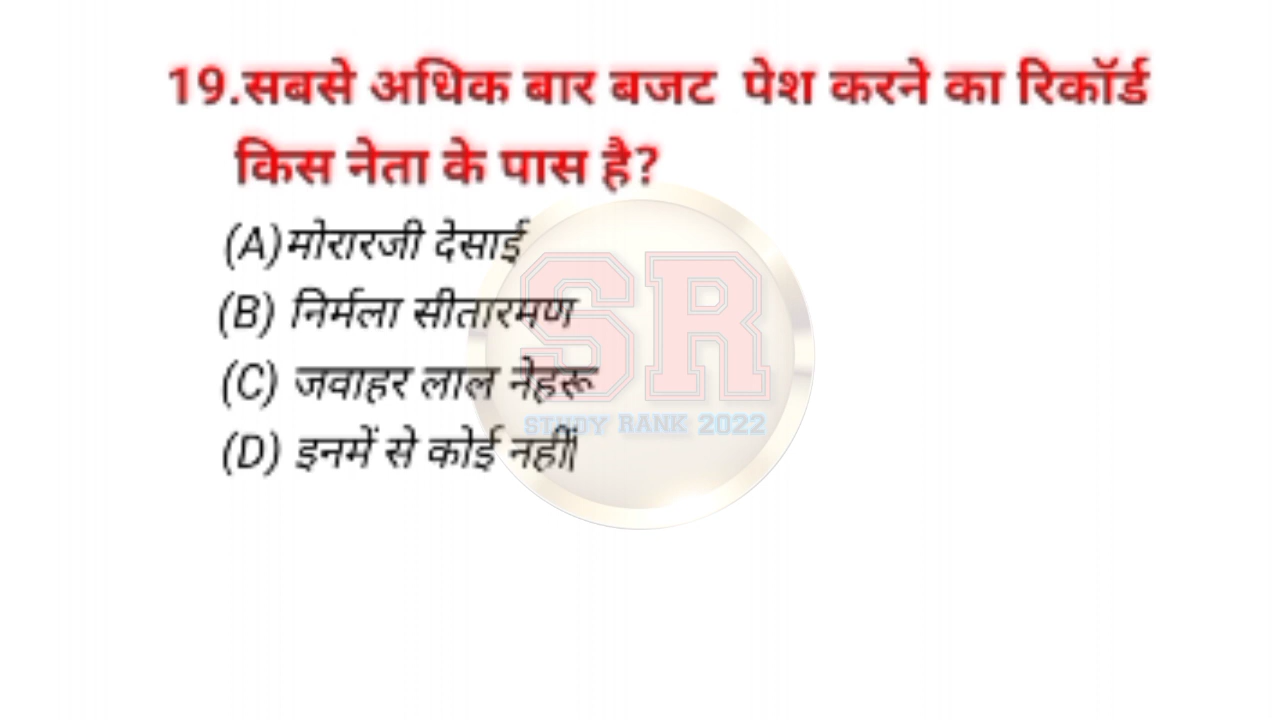 19.सबसे अधिक बार बजट पेश करने का रिकॉर्ड
किस नेता के पास है?
(A)मोरारजी देसाई
(B) निर्मला सीतारमण
(C) जवाहर लाल नेहरू
(D) इनमें से कोई नहीं
SR
STUDY RANK 2022